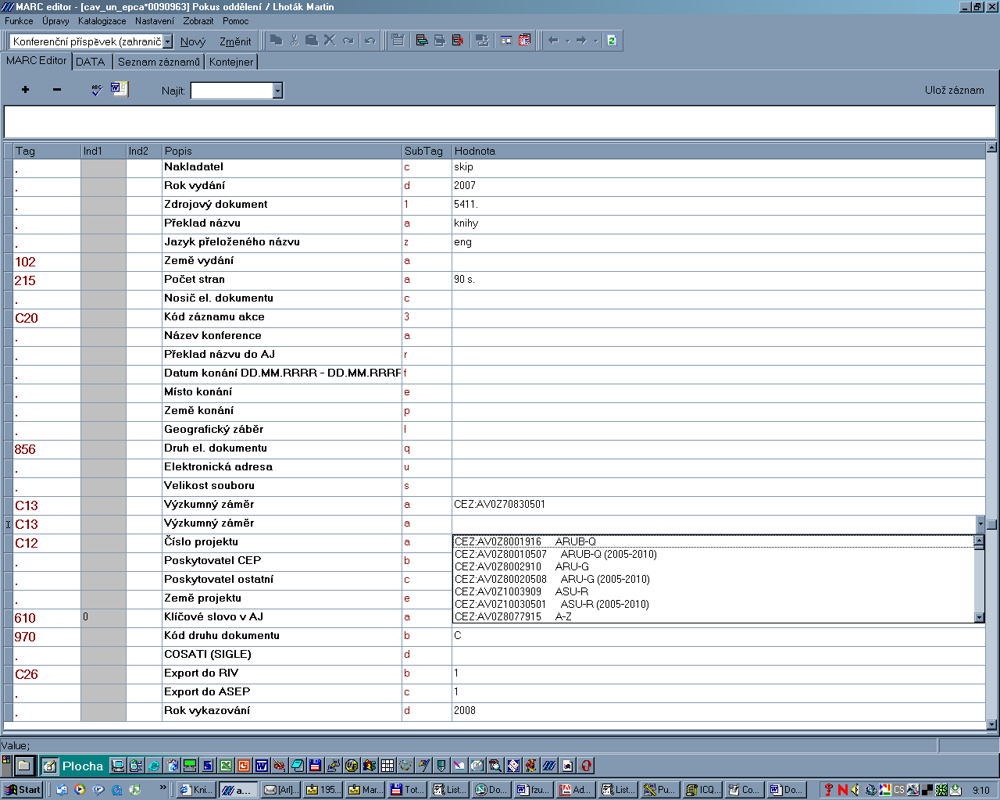 MARC editor - [cav_un_epca*0090963] Pokus oddělení / Lhoták Martin
Funkce Úpravy Katalogizace Nastavení Zobrazit Pomoc
Konferenční příspěvek (zahranič Nový Změnit
MARC Editor DATA Seznam záznamů Kontejner
+ - ABC W Najít: Ulož záznam
Tag Ind1 Ind2 Popis SubTag Hodnota
. Nakladatel c skip
. Rok vydání d 2007
. Zdrojový dokument 1 5411.
. Překlad názvu a knihy
. Jazyk přeloženého názvu z eng
102 Země vydání a
215 Počet stran a 90 s.
. Nosič el. dokumentu c
C20 Kód záznamu akce 3
. Název konference a
. Překlad názvu do AJ r
. Datum konání DD.MM.RRRR - DD.MM.RRRR f
. Místo konání e
. Země konání p
. Geografický záběr l
856 Druh el. dokumentu q
. Elektronická adresa u
. Velikost souboru s
C13 Výzkumný záměr a CEZ:AV0Z70830501
C13 Výzkumný záměr a
C12 Číslo projektu a CEZ:AV0Z8001916 ARUB-Q
CEZ:AV0Z80010507 ARUB-Q (2005-2010)
. Poskytovatel CEP b CEZ:AV0Z8002910 ARU-G
. Poskytovatel ostatní c CEZ:AV0Z80020508 ARU-G (2005-2010)
CEZ:AV0Z1003909 ASU-R
. Země projektu e CEZ:AV0Z10030501 ASU-R (2005-2010)
610 0 Klíčové slovo v AJ a CEZ:AV0Z8077915 A-Z
970 Kód druhu dokumentu b C
. COSATI (SIGLE) d
C26 Export do RIV b 1
. Export do ASEP c 1
. Rok vykazování d 2008
Value;
Plocha
Start » Kni... a... [Arl]... 195... Mar... Tot... List... Do... fzu... Ad... List... Pu... ICQ... Co... Do... CS 9:10